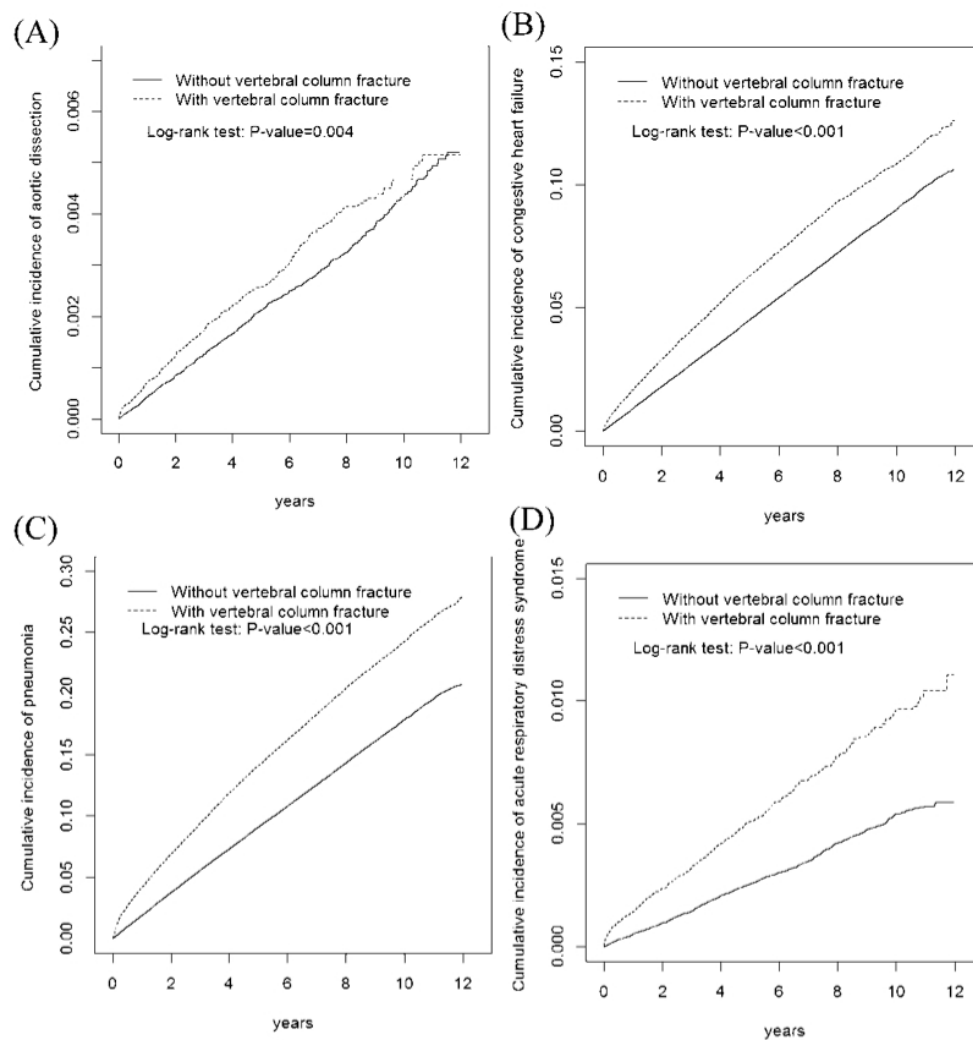 (A)
Cumulative incidence of aortic dissection
0.006
0.004
0.002
0.000
Without vertebral column fracture
With vertebral column fracture
Log-rank test: P-value=0.004
0 2 4 6 8 10 12
years
(B)
Cumulative incidence of congestive heart failure
0.15
0.10
0.05
0.00
Without vertebral column fracture
With vertebral column fracture
Log-rank test: P-value<0.001
0 2 4 6 8 10 12
years
(C)
Cumulative incidence of pneumonia
0.30
0.25
0.20
0.15
0.10
0.05
0.00
Without vertebral column fracture
With vertebral column fracture
Log-rank test: P-value<0.001
0 2 4 6 8 10 12
years
(D)
Cumulative incidence of acute respiratory distress syndrome
0.015
0.010
0.005
0.000
Without vertebral column fracture
With vertebral column fracture
Log-rank test: P-value<0.001
0 2 4 6 8 10 12
years